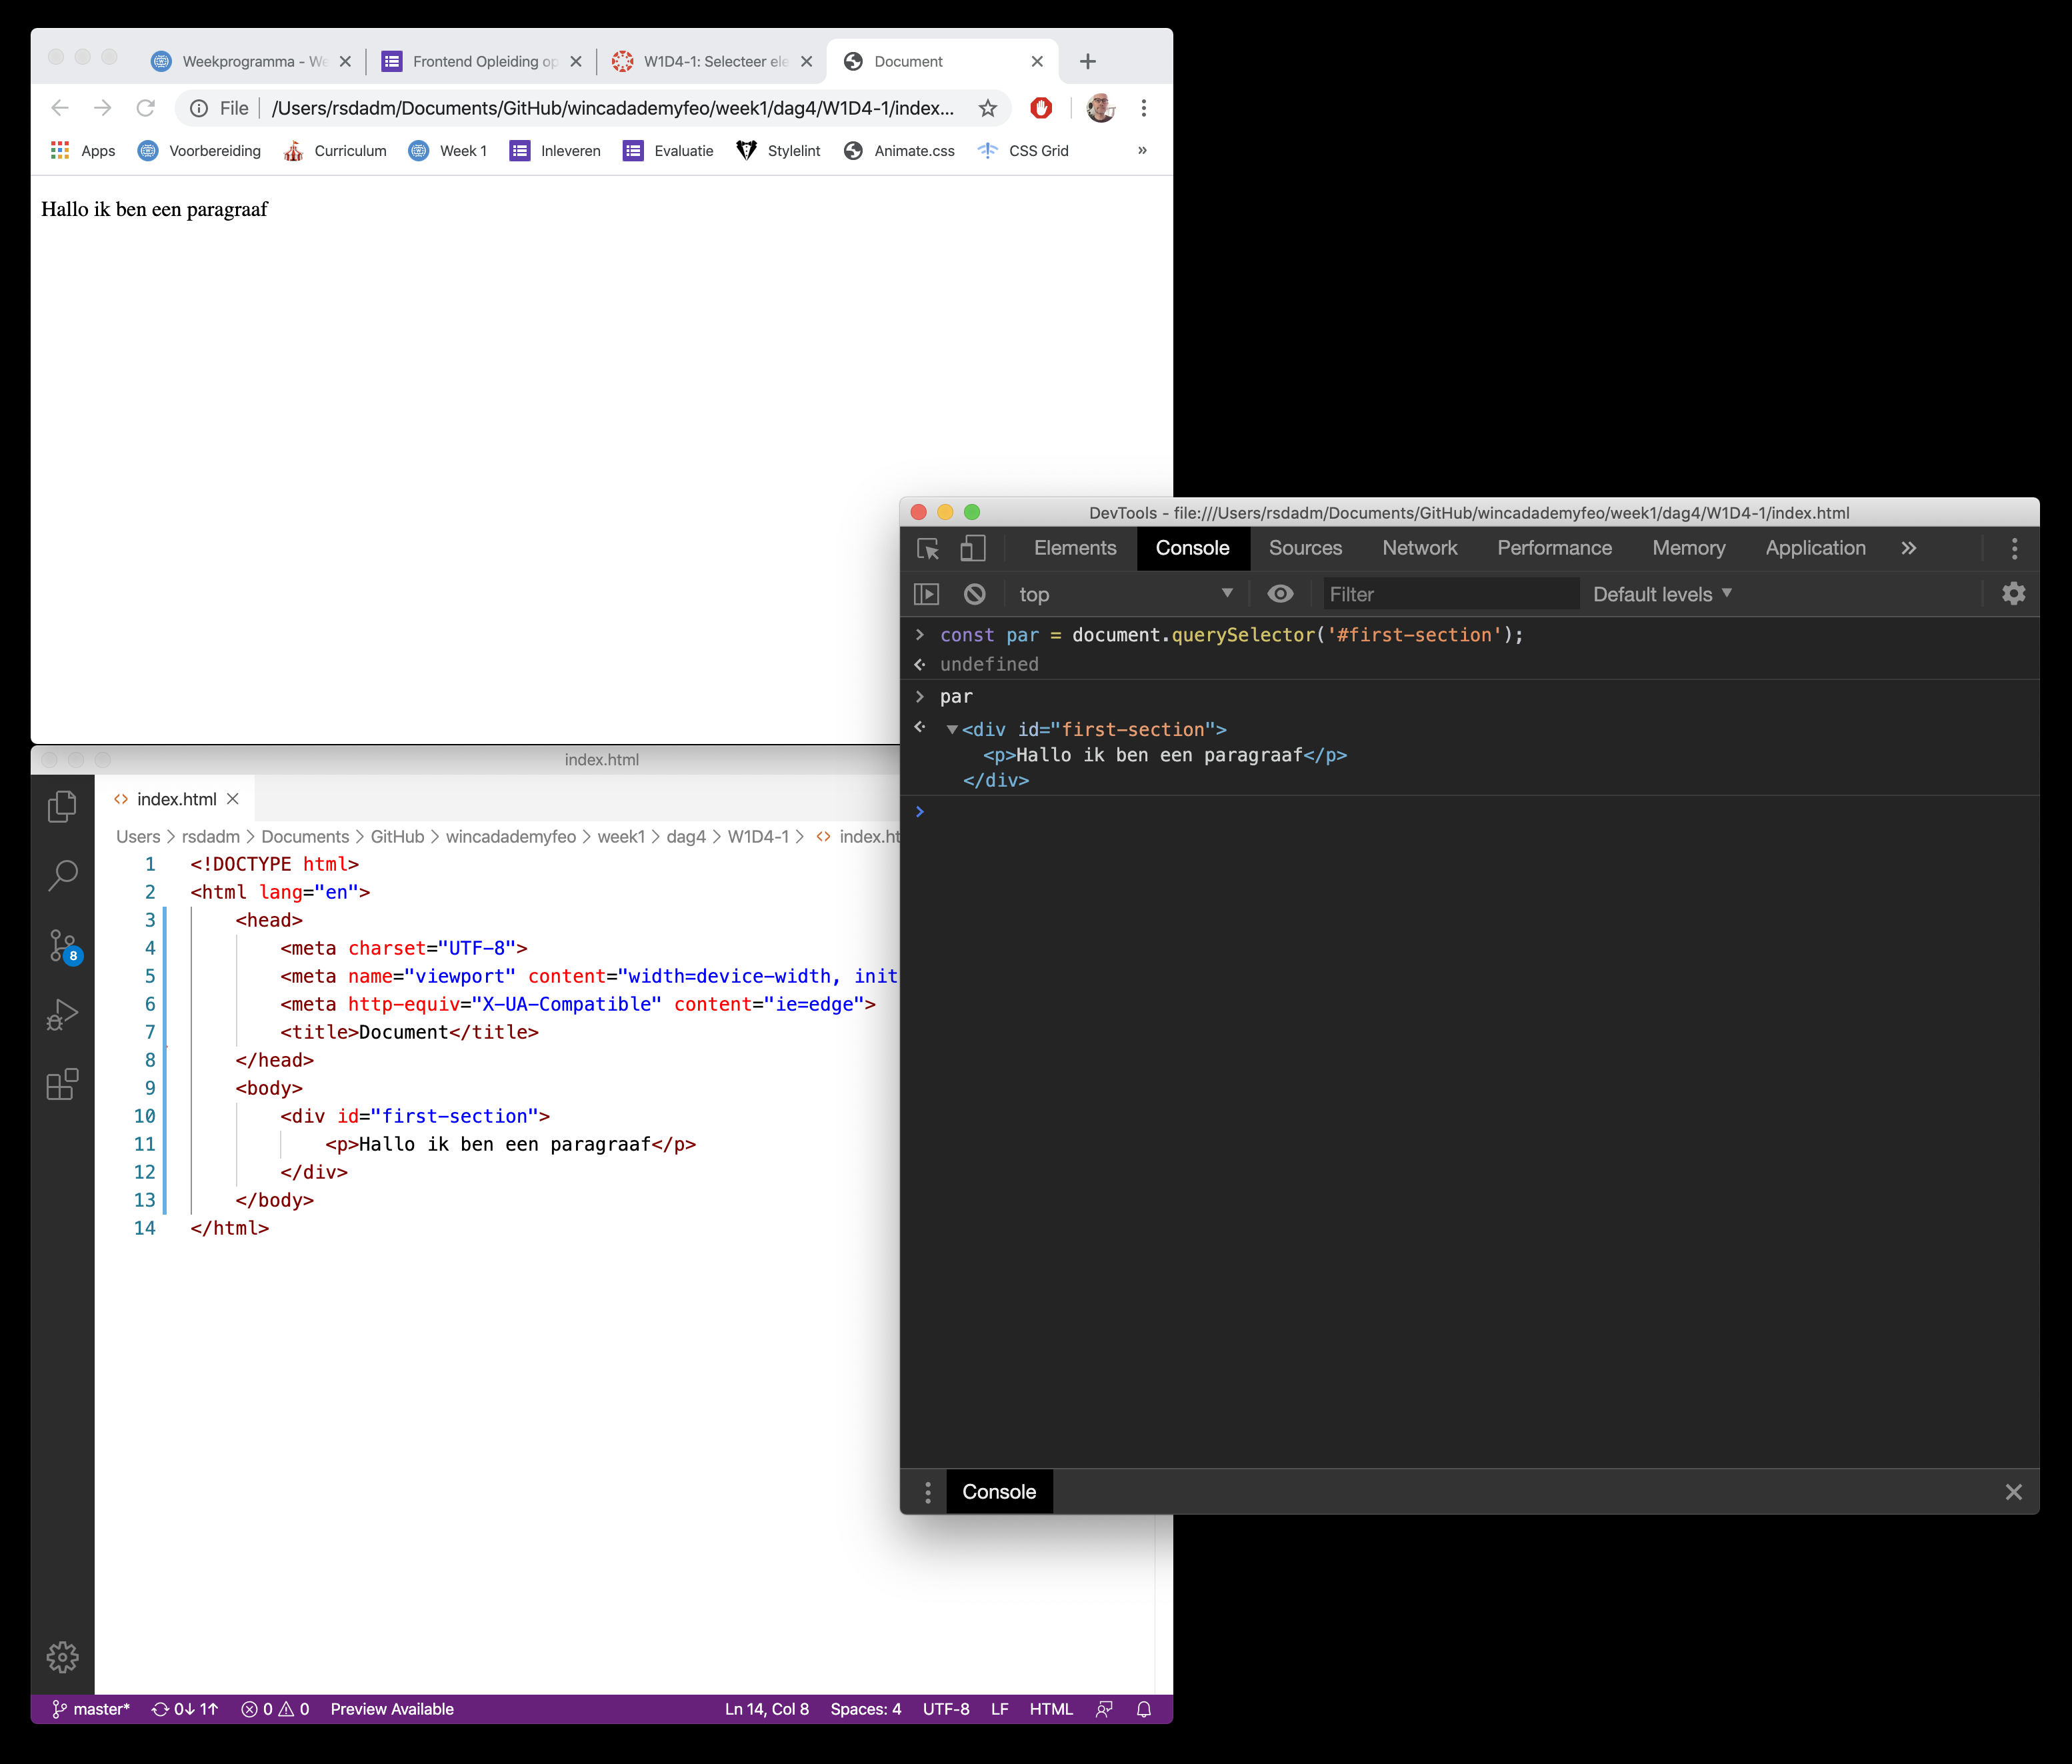 Weekprogramma - We
Frontend Opleiding op
W1D4-1: Selecteer ele
Document
File
/Users/rsdadm/Documents/GitHub/wincadademyfeo/week1/dag4/W1D4-1/index...
Apps
Voorbereiding
Curriculum
Week 1
Inleveren
Evaluatie
Stylelint
Animate.css
CSS Grid
»
Hallo ik ben een paragraaf
DevTools - file:///Users/rsdadm/Documents/GitHub/wincadademyfeo/week1/dag4/W1D4-1/index.html
Elements Console Sources Network Performance Memory Application »
top Filter Default levels
> const par = document.querySelector('#first-section');
undefined
> par
<div id="first-section">
<p>Hallo ik ben een paragraaf</p>
</div>
>
Console
index.html
index.html
Users > rsdadm > Documents > GitHub > wincadademyfeo > week1 > dag4 > W1D4-1 > <> index.ht
8
1 <!DOCTYPE html>
2 <html lang="en">
3 <head>
4 <meta charset="UTF-8">
5 <meta name="viewport" content="width=device-width, init
6 <meta http-equiv="X-UA-Compatible" content="ie=edge">
7 <title>Document</title>
8 </head>
9 <body>
10 <div id="first-section">
11 <p>Hallo ik ben een paragraaf</p>
12 </div>
13 </body>
14 </html>
master* 0↓ 1↑ 0 0 Preview Available Ln 14, Col 8 Spaces: 4 UTF-8 LF HTML